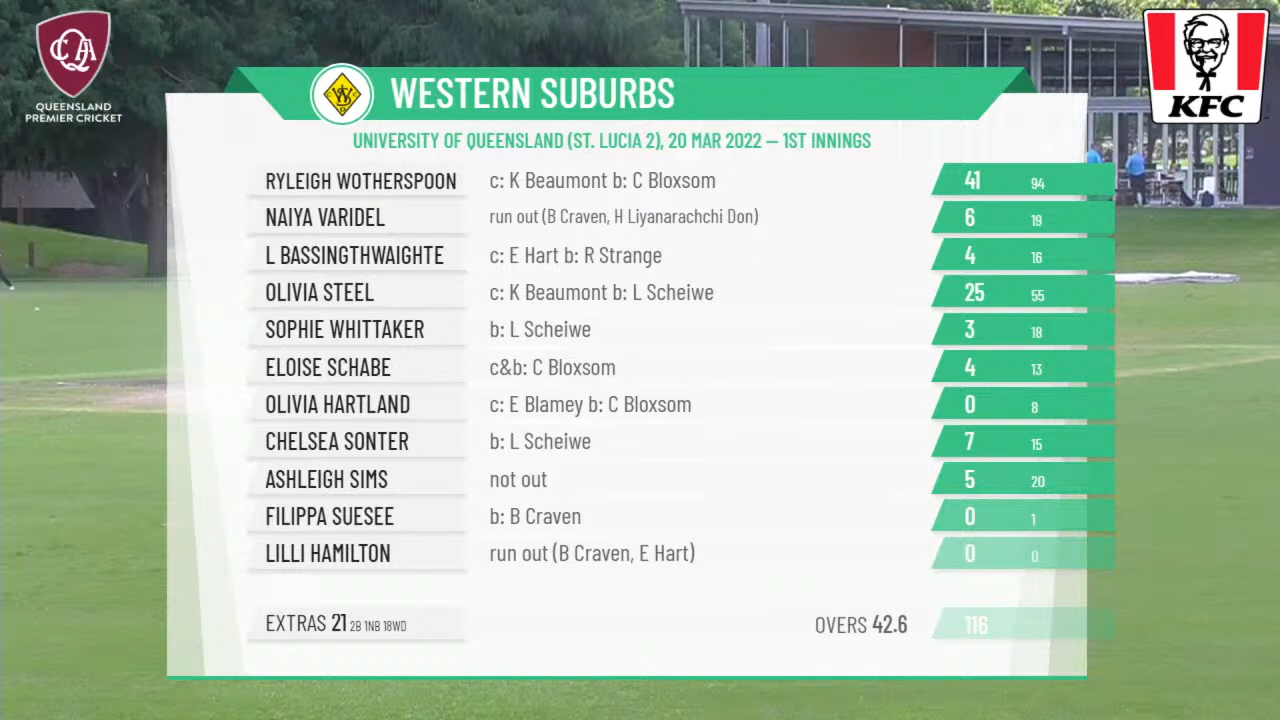 QUEENSLAND
PREMIER CRICKET
KFC
WESTERN SUBURBS
UNIVERSITY OF QUEENSLAND (ST. LUCIA 2), 20 MAR 2022 – 1ST INNINGS
RYLEIGH WOTHERSPOON c: K Beaumont b: C Bloxsom 41 94
NAIYA VARIDEL run out (B Craven, H Liyanarachchi Don) 6 19
L BASSINGTHWAIGHTE c: E Hart b: R Strange 4 16
OLIVIA STEEL c: K Beaumont b: L Scheiwe 25 55
SOPHIE WHITTAKER b: L Scheiwe 3 18
ELOISE SCHABE c&b: C Bloxsom 4 13
OLIVIA HARTLAND c: E Blamey b: C Bloxsom 0 8
CHELSEA SONTER b: L Scheiwe 7 15
ASHLEIGH SIMS not out 5 20
FILIPPA SUESEE b: B Craven 0 1
LILLI HAMILTON run out (B Craven, E Hart) 0 0
EXTRAS 21 2B 1NB 18WD OVERS 42.6 116